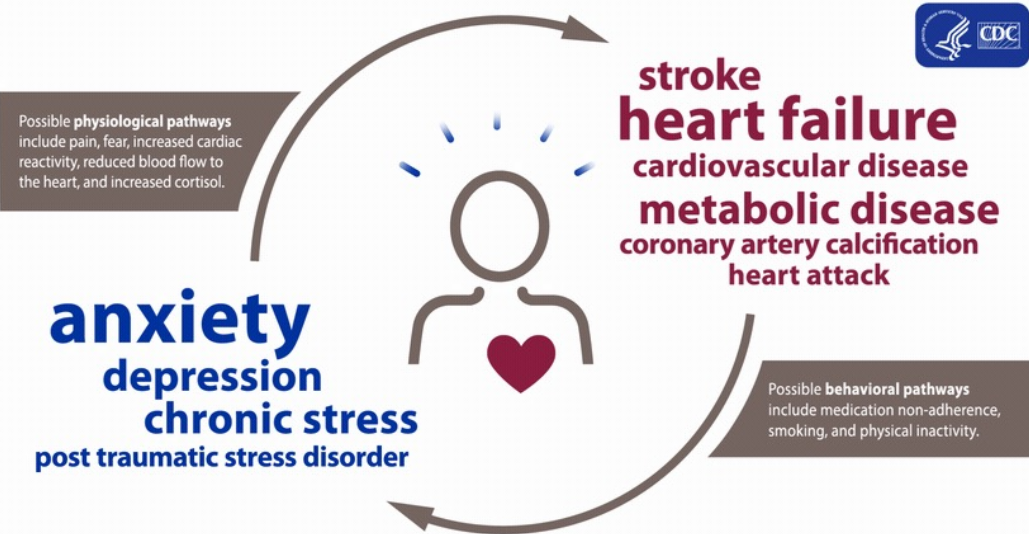 CDC
Possible physiological pathways
include pain, fear, increased cardiac
reactivity, reduced blood flow to
the heart, and increased cortisol.
stroke
heart failure
cardiovascular disease
metabolic disease
coronary artery calcification
heart attack
anxiety
depression
chronic stress
post traumatic stress disorder
Possible behavioral pathways
include medication non-adherence,
smoking, and physical inactivity.